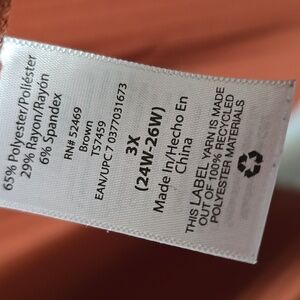 65% Polyester/Poliéster
29% Rayon/Rayón
6% Spandex
RN# 52469
Brown
TS7459
EAN/UPC 7 0377031673
3X
(24W-26W)
Made In/Hecho En
China
THIS LABEL YARN IS MADE
OUT OF 100% RECYCLED
POLYESTER MATERIALS